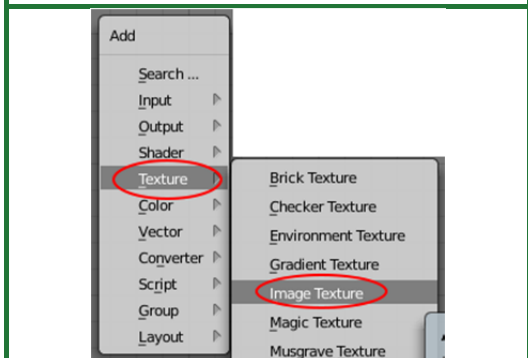 Add
Search ...
Input
Output
Shader
Texture
Color
Vector
Converter
Script
Group
Layout
Brick Texture
Checker Texture
Environment Texture
Gradient Texture
Image Texture
Magic Texture
Musgrave Texture